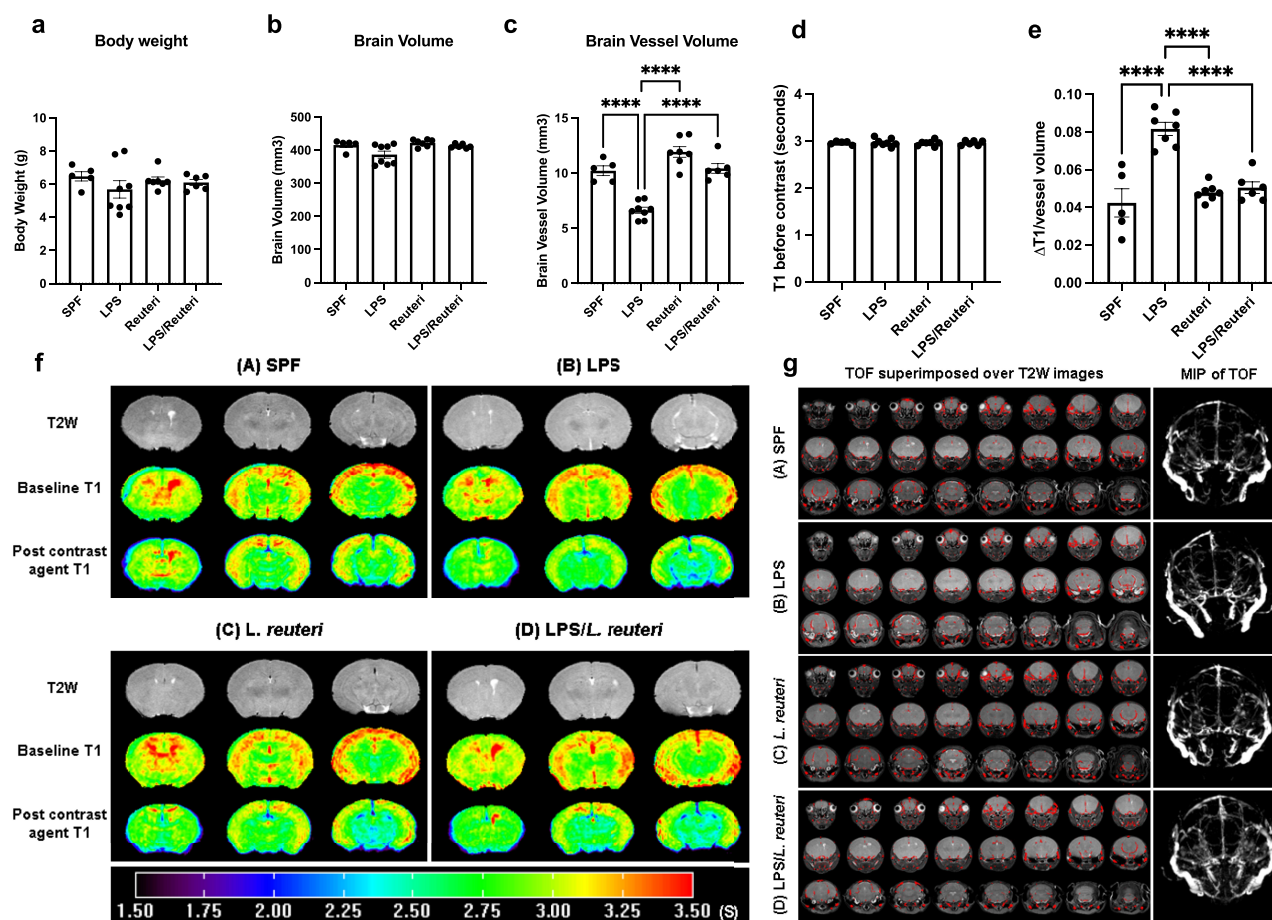 a
Body weight
Body Weight (g)
10
8
6
4
2
0
SPF
LPS
Reuteri
LPS/Reuteri
b
Brain Volume
Brain Volume (mm3)
500
400
300
200
100
0
SPF
LPS
Reuteri
LPS/Reuteri
c
Brain Vessel Volume
****
****
****
Brain Vessel Volume (mm3)
15
10
5
0
SPF
LPS
Reuteri
LPS/Reuteri
d
T1 before contrast (seconds)
4
3
2
1
0
SPF
LPS
Reuteri
LPS/Reuteri
e
****
****
****
ΔT1/vessel volume
0.10
0.08
0.06
0.04
0.02
0.00
SPF
LPS
Reuteri
LPS/Reuteri
f
(A) SPF
(B) LPS
T2W
Baseline T1
Post contrast
agent T1
(C) L. reuteri
(D) LPS/L. reuteri
T2W
Baseline T1
Post contrast
agent T1
1.50 1.75 2.00 2.25 2.50 2.75 3.00 3.25 3.50 (S)
g
TOF superimposed over T2W images
MIP of TOF
(A) SPF
(B) LPS
(C) L. reuteri
(D) LPS/L. reuteri